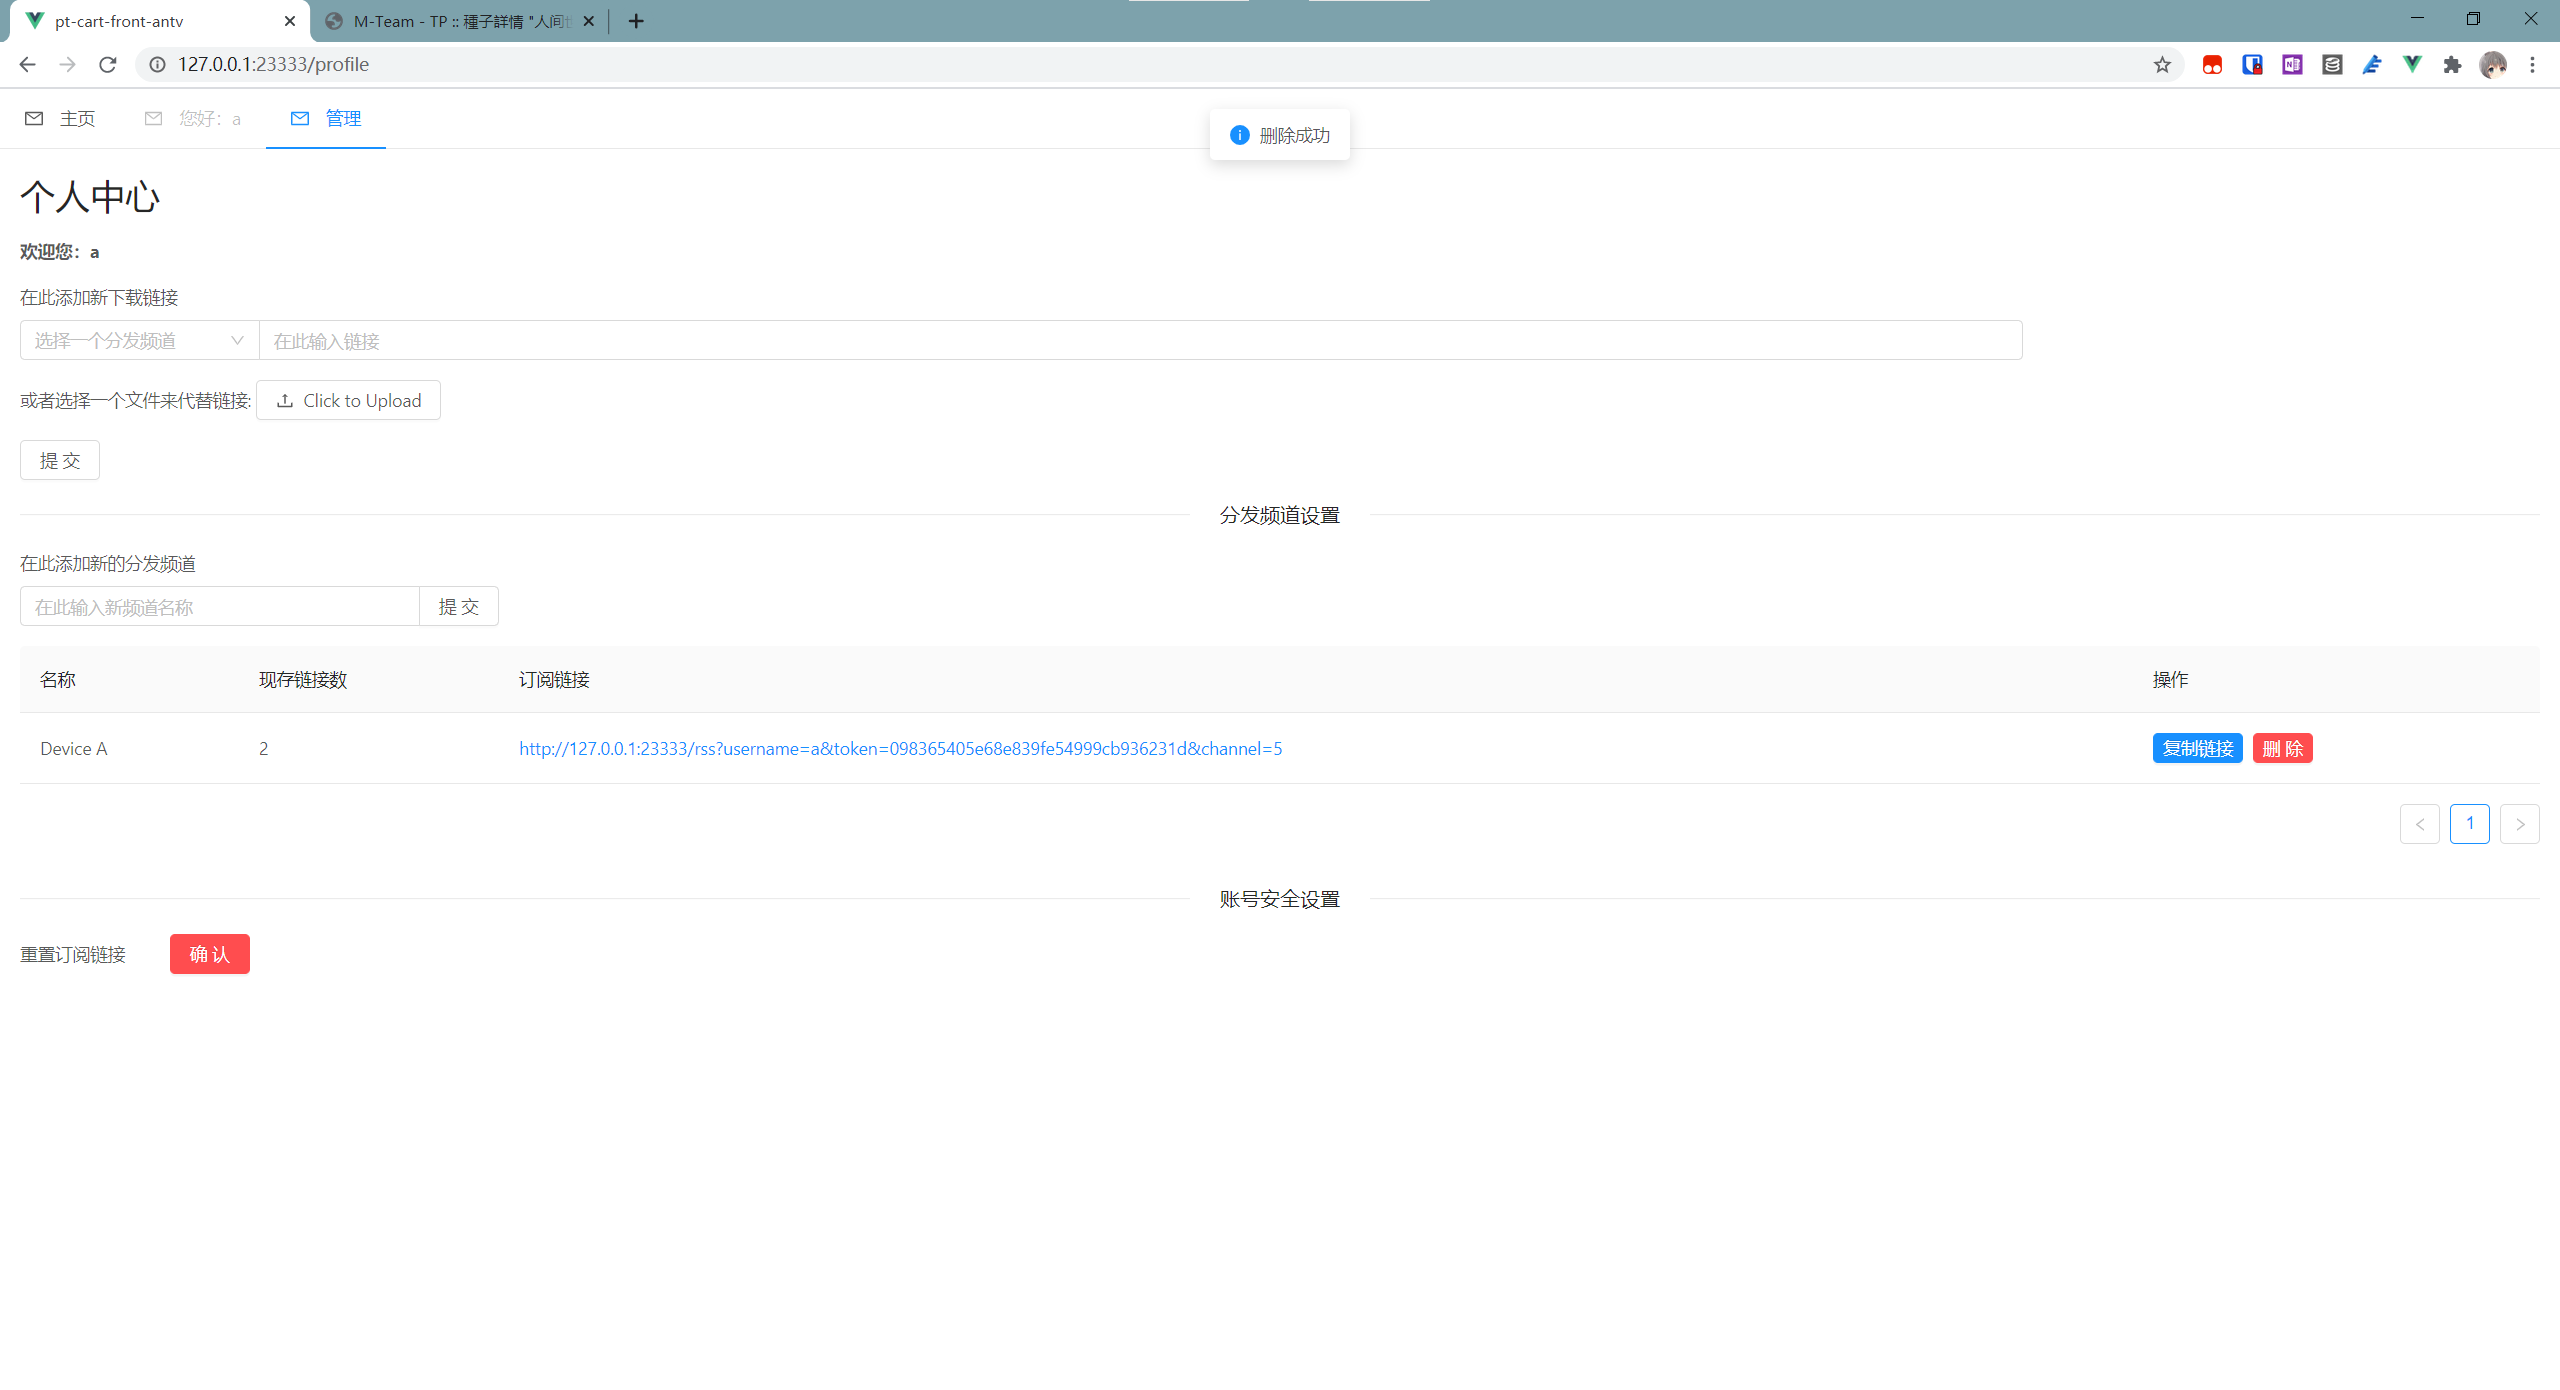 pt-cart-front-antv
M-Team - TP :: 種子詳情 "人间
127.0.0.1:23333/profile
主页 您好：a 管理
删除成功
个人中心
欢迎您：a
在此添加新下载链接
选择一个分发频道 在此输入链接
或者选择一个文件来代替链接: Click to Upload
提 交
分发频道设置
在此添加新的分发频道
在此输入新频道名称 提 交
名称 现存链接数 订阅链接 操作
Device A 2 http://127.0.0.1:23333/rss?username=a&token=098365405e68e839fe54999cb936231d&channel=5 复制链接 删 除
1
账号安全设置
重置订阅链接 确 认